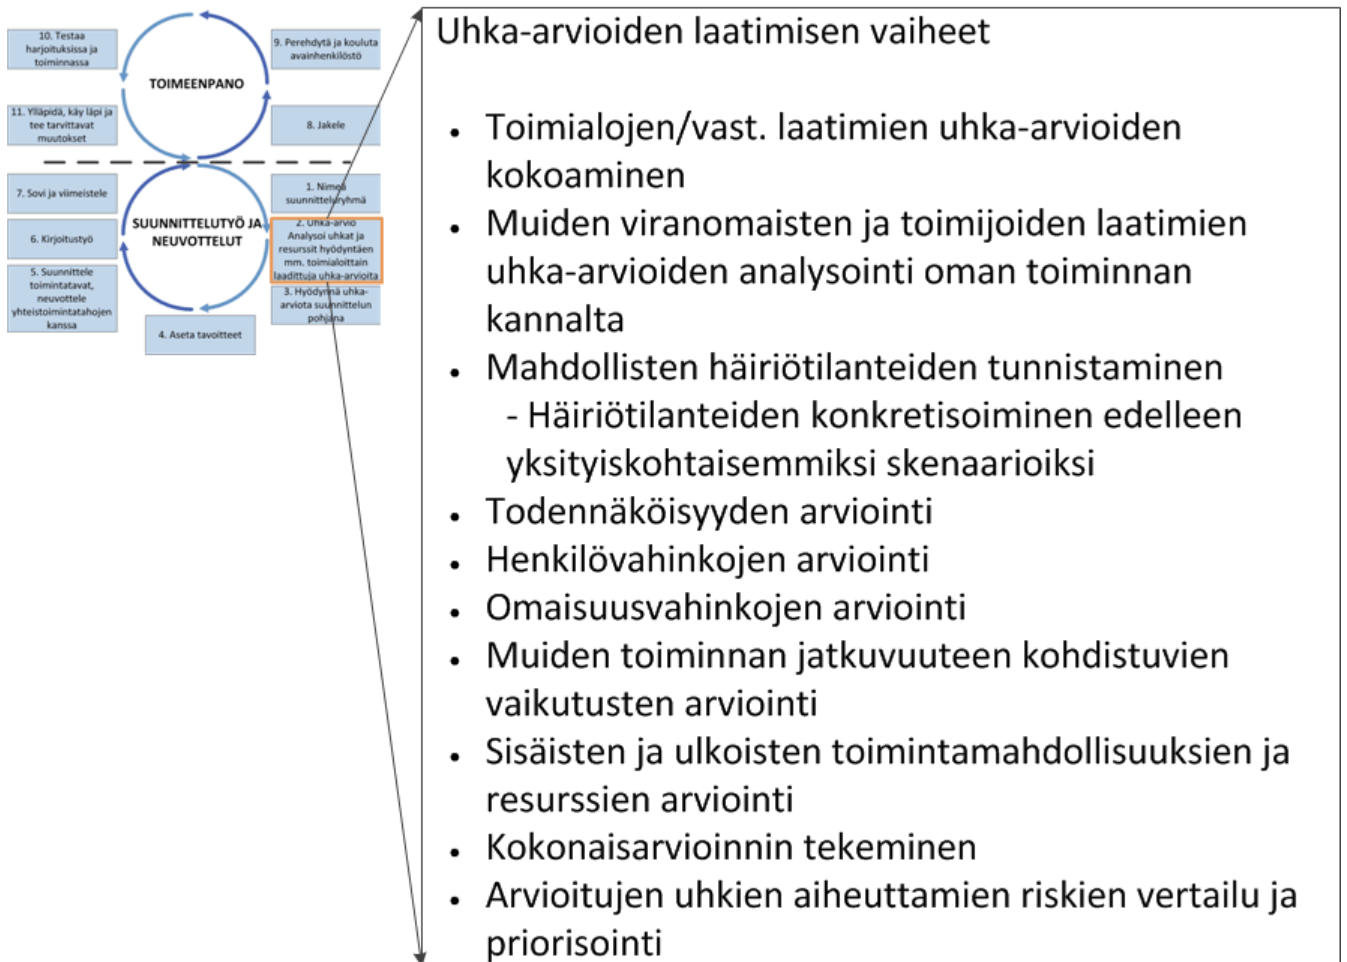 10. Testaa
harjoituksissa ja
toiminnassa
9. Perehdytä ja kouluta
avainhenkilöstö
TOIMEENPANO
11. Ylläpidä, käy läpi ja
tee tarvittavat
muutokset
8. Jakele
7. Sovi ja viimeistele
1. Nimeä
suunnitteluryhmä
SUUNNITTELUTYÖ JA
NEUVOTTELUT
6. Kirjoitustyö
2. Uhka-arvio
Analysoi uhkat ja
resurssit hyödyntäen
mm. toimialoittain
laadittuja uhka-arvioita
5. Suunnittele
toimintatavat,
neuvottele
yhteistoimintatahojen
kanssa
3. Hyödynnä uhka-
arviota suunnittelun
pohjana
4. Aseta tavoitteet
Uhka-arvioiden laatimisen vaiheet
• Toimialojen/vast. laatimien uhka-arvioiden
kokoaminen
• Muiden viranomaisten ja toimijoiden laatimien
uhka-arvioiden analysointi oman toiminnan
kannalta
• Mahdollisten häiriötilanteiden tunnistaminen
- Häiriötilanteiden konkretisoiminen edelleen
yksityiskohtaisemmiksi skenaarioiksi
• Todennäköisyyden arviointi
• Henkilövahinkojen arviointi
• Omaisuusvahinkojen arviointi
• Muiden toiminnan jatkuvuuteen kohdistuvien
vaikutusten arviointi
• Sisäisten ja ulkoisten toimintamahdollisuuksien ja
resurssien arviointi
• Kokonaisarvioinnin tekeminen
• Arvioitujen uhkien aiheuttamien riskien vertailu ja
priorisointi